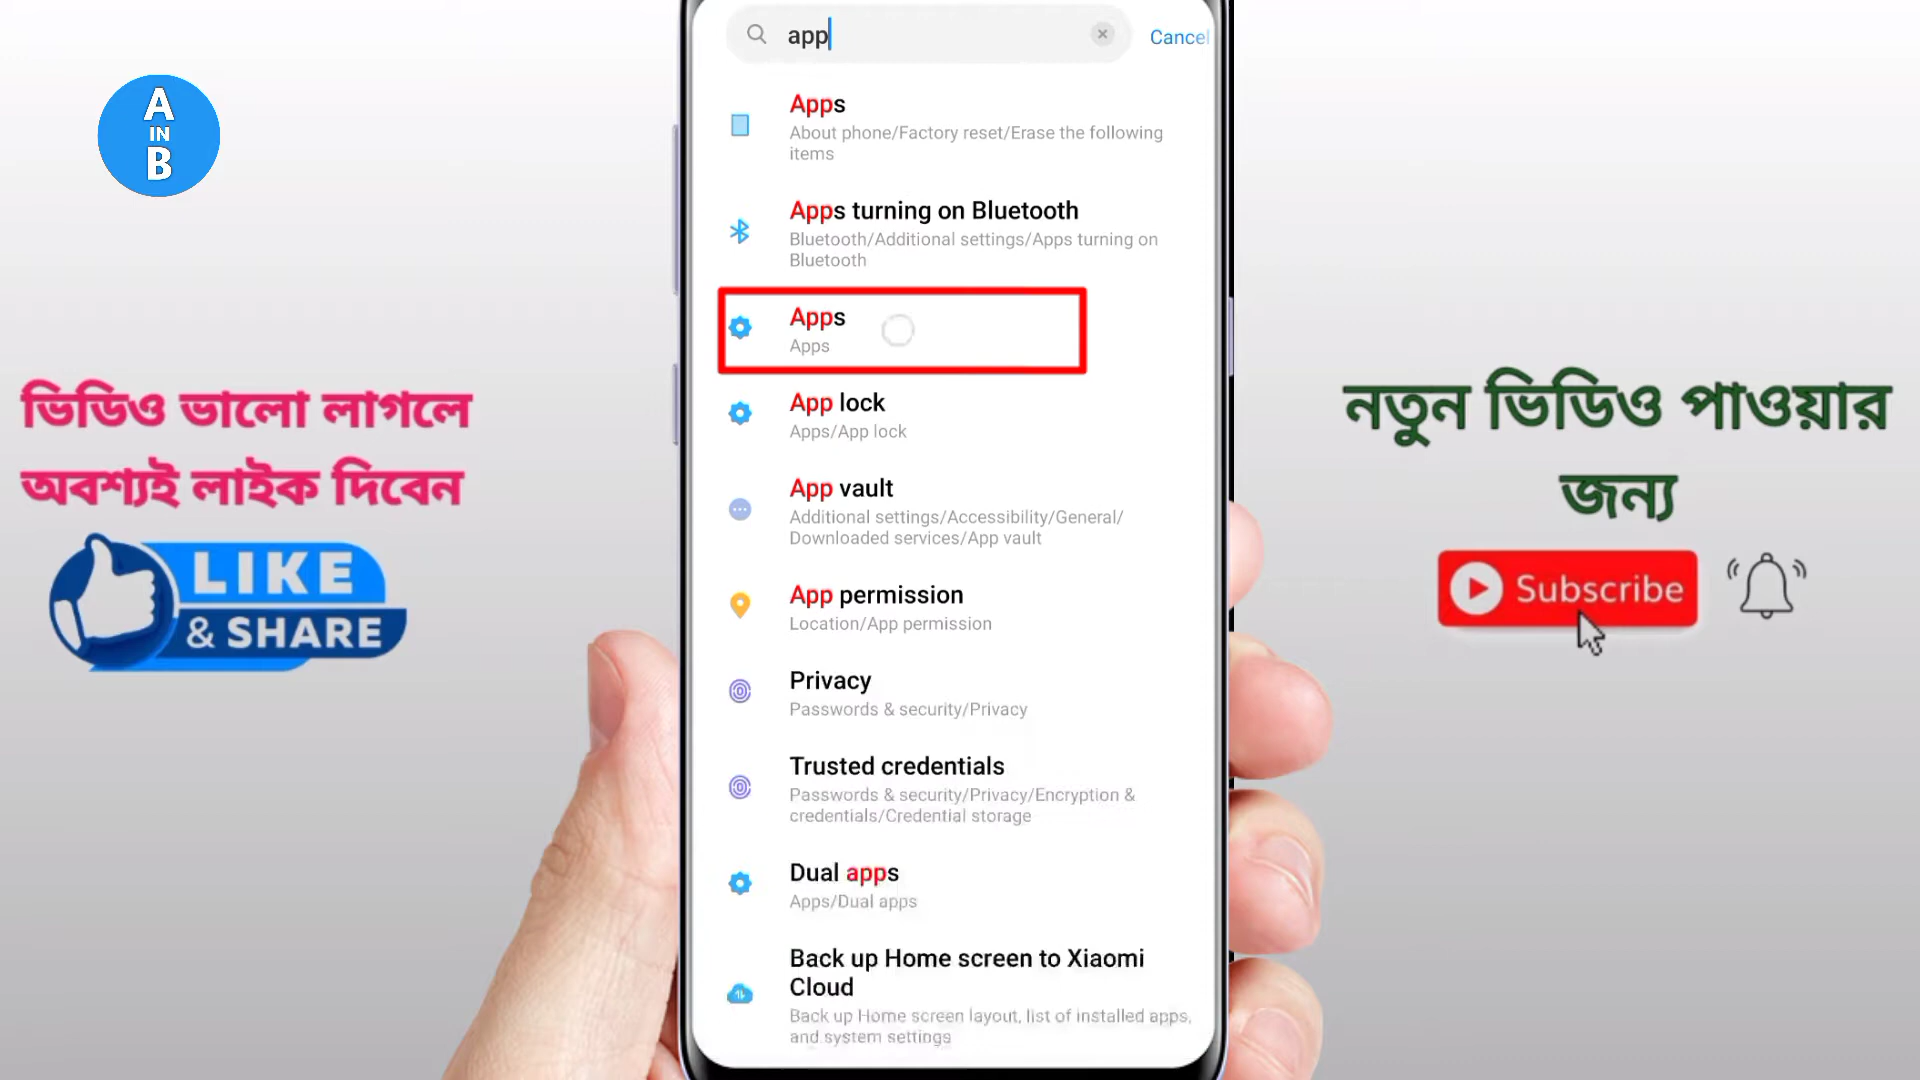 app
Cancel
A
IN
B
Apps
About phone/Factory reset/Erase the following
items
Apps turning on Bluetooth
Bluetooth/Additional settings/Apps turning on
Bluetooth
Apps
Apps
App lock
Apps/App lock
App vault
Additional settings/Accessibility/General/
Downloaded services/App vault
App permission
Location/App permission
Privacy
Passwords & security/Privacy
Trusted credentials
Passwords & security/Privacy/Encryption &
credentials/Credential storage
Dual apps
Apps/Dual apps
Back up Home screen to Xiaomi
Cloud
Back up Home screen layout, list of installed apps,
and system settings
ভিডিও ভালো লাগলে
অবশ্যই লাইক দিবেন
LIKE
& SHARE
নতুন ভিডিও পাওয়ার
জন্য
Subscribe